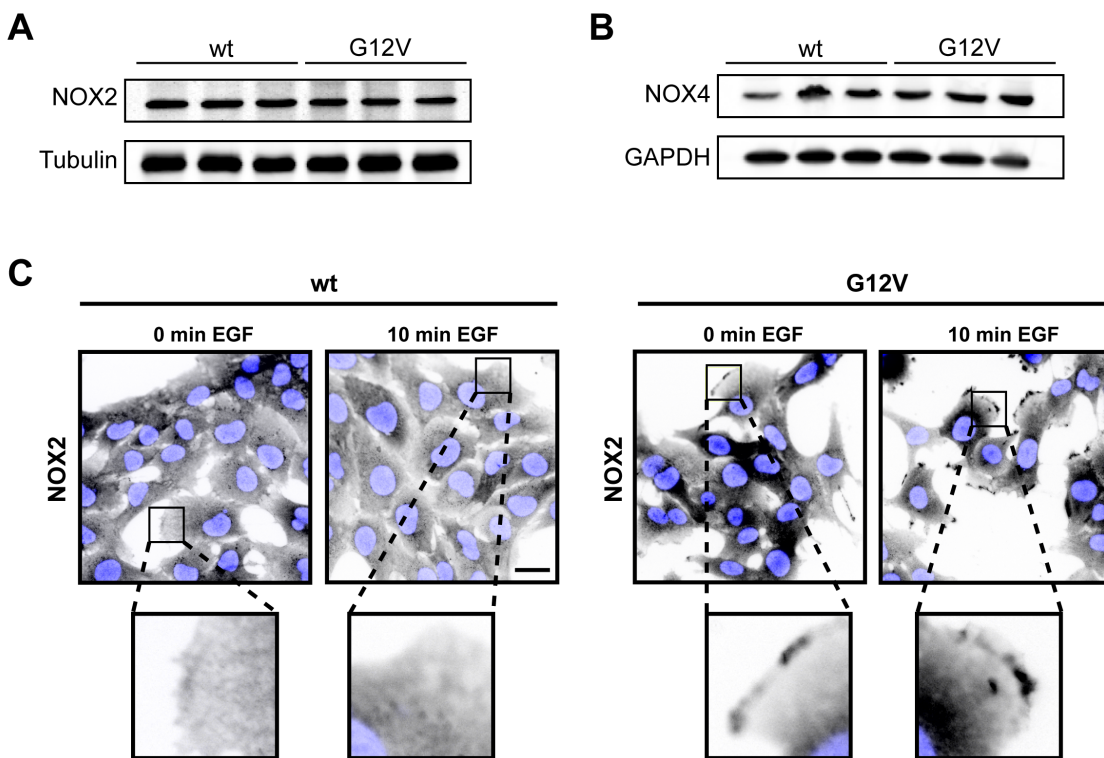 A
wt G12V
NOX2
Tubulin
B
wt G12V
NOX4
GAPDH
C
wt
0 min EGF 10 min EGF
NOX2
G12V
0 min EGF 10 min EGF
NOX2